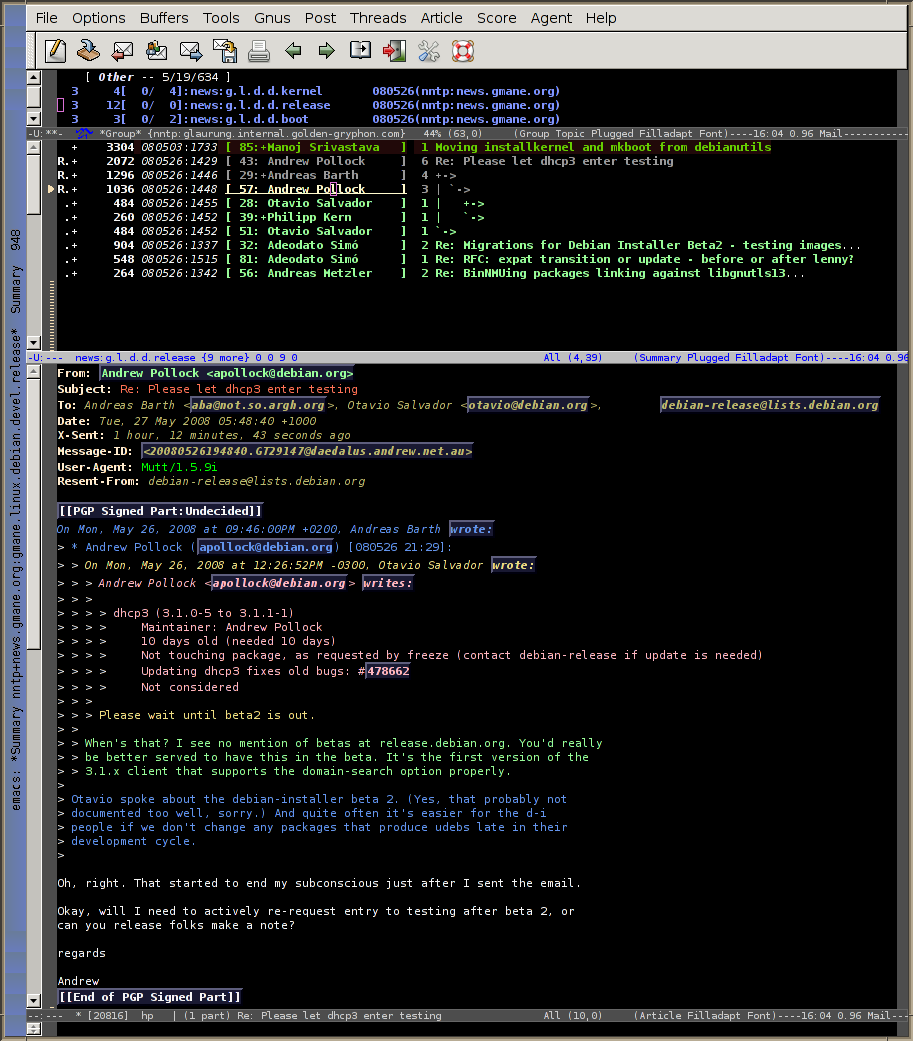 File Options Buffers Tools Gnus Post Threads Article Score Agent Help
[ Other -- 5/19/634 ]
3 4[ 0/ 4]:news:g.l.d.d.kernel 080526(nntp:news.gmane.org)
3 12[ 0/ 0]:news:g.l.d.d.release 080526(nntp:news.gmane.org)
3 3[ 0/ 2]:news:g.l.d.d.boot 080526(nntp:news.gmane.org)
-U:**- *Group* {nntp:glaurung.internal.golden-gryphon.com} 44% (63,0) (Group Topic Plugged Filladapt Font)----16:04 0.96 Mail------------
.+ 3304 080503:1733 [ 85:+Manoj Srivastava ] 1 Moving installkernel and mkboot from debianutils
R.+ 2072 080526:1429 [ 43: Andrew Pollock ] 6 Re: Please let dhcp3 enter testing
R.+ 1296 080526:1446 [ 29:+Andreas Barth ] 4 +->
R.+ 1036 080526:1448 [ 57: Andrew Pollock ] 3 | `->
.+ 484 080526:1455 [ 28: Otavio Salvador ] 1 | +->
.+ 260 080526:1452 [ 39:+Philipp Kern ] 1 | `->
.+ 484 080526:1452 [ 51: Otavio Salvador ] 1 `->
.+ 904 080526:1337 [ 32: Adeodato Simó ] 2 Re: Migrations for Debian Installer Beta2 - testing images...
.+ 548 080526:1515 [ 81: Adeodato Simó ] 1 Re: RFC: expat transition or update - before or after lenny?
.+ 264 080526:1342 [ 56: Andreas Metzler ] 2 Re: BinNMUing packages linking against libgnutls13...
-U:--- news:g.l.d.d.release {9 more} 0 0 9 0 All (4,39) (Summary Plugged Filladapt Font)----16:04 0.96
emacs: *Summary nntp+news.gmane.org:gmane.linux.debian.devel.release* Summary 948
From: Andrew Pollock <apollock@debian.org>
Subject: Re: Please let dhcp3 enter testing
To: Andreas Barth <aba@not.so.argh.org>, Otavio Salvador <otavio@debian.org>, debian-release@lists.debian.org
Date: Tue, 27 May 2008 05:48:40 +1000
X-Sent: 1 hour, 12 minutes, 43 seconds ago
Message-ID: <20080526194840.GT29147@daedalus.andrew.net.au>
User-Agent: Mutt/1.5.9i
Resent-From: debian-release@lists.debian.org
[[PGP Signed Part:Undecided]]
On Mon, May 26, 2008 at 09:46:00PM +0200, Andreas Barth wrote:
> * Andrew Pollock (apollock@debian.org) [080526 21:29]:
> > On Mon, May 26, 2008 at 12:26:52PM -0300, Otavio Salvador wrote:
> > > Andrew Pollock <apollock@debian.org> writes:
> > >
> > > > dhcp3 (3.1.0-5 to 3.1.1-1)
> > > > Maintainer: Andrew Pollock
> > > > 10 days old (needed 10 days)
> > > > Not touching package, as requested by freeze (contact debian-release if update is needed)
> > > > Updating dhcp3 fixes old bugs: #478662
> > > > Not considered
> > >
> > > Please wait until beta2 is out.
> >
> > When's that? I see no mention of betas at release.debian.org. You'd really
> > be better served to have this in the beta. It's the first version of the
> > 3.1.x client that supports the domain-search option properly.
>
> Otavio spoke about the debian-installer beta 2. (Yes, that probably not
> documented too well, sorry.) And quite often it's easier for the d-i
> people if we don't change any packages that produce udebs late in their
> development cycle.
>
Oh, right. That started to end my subconscious just after I sent the email.
Okay, will I need to actively re-request entry to testing after beta 2, or
can you release folks make a note?
regards
Andrew
[[End of PGP Signed Part]]
--:--- * [20816] hp | (1 part) Re: Please let dhcp3 enter testing All (10,0) (Article Filladapt Font)----16:04 0.96 Mail---